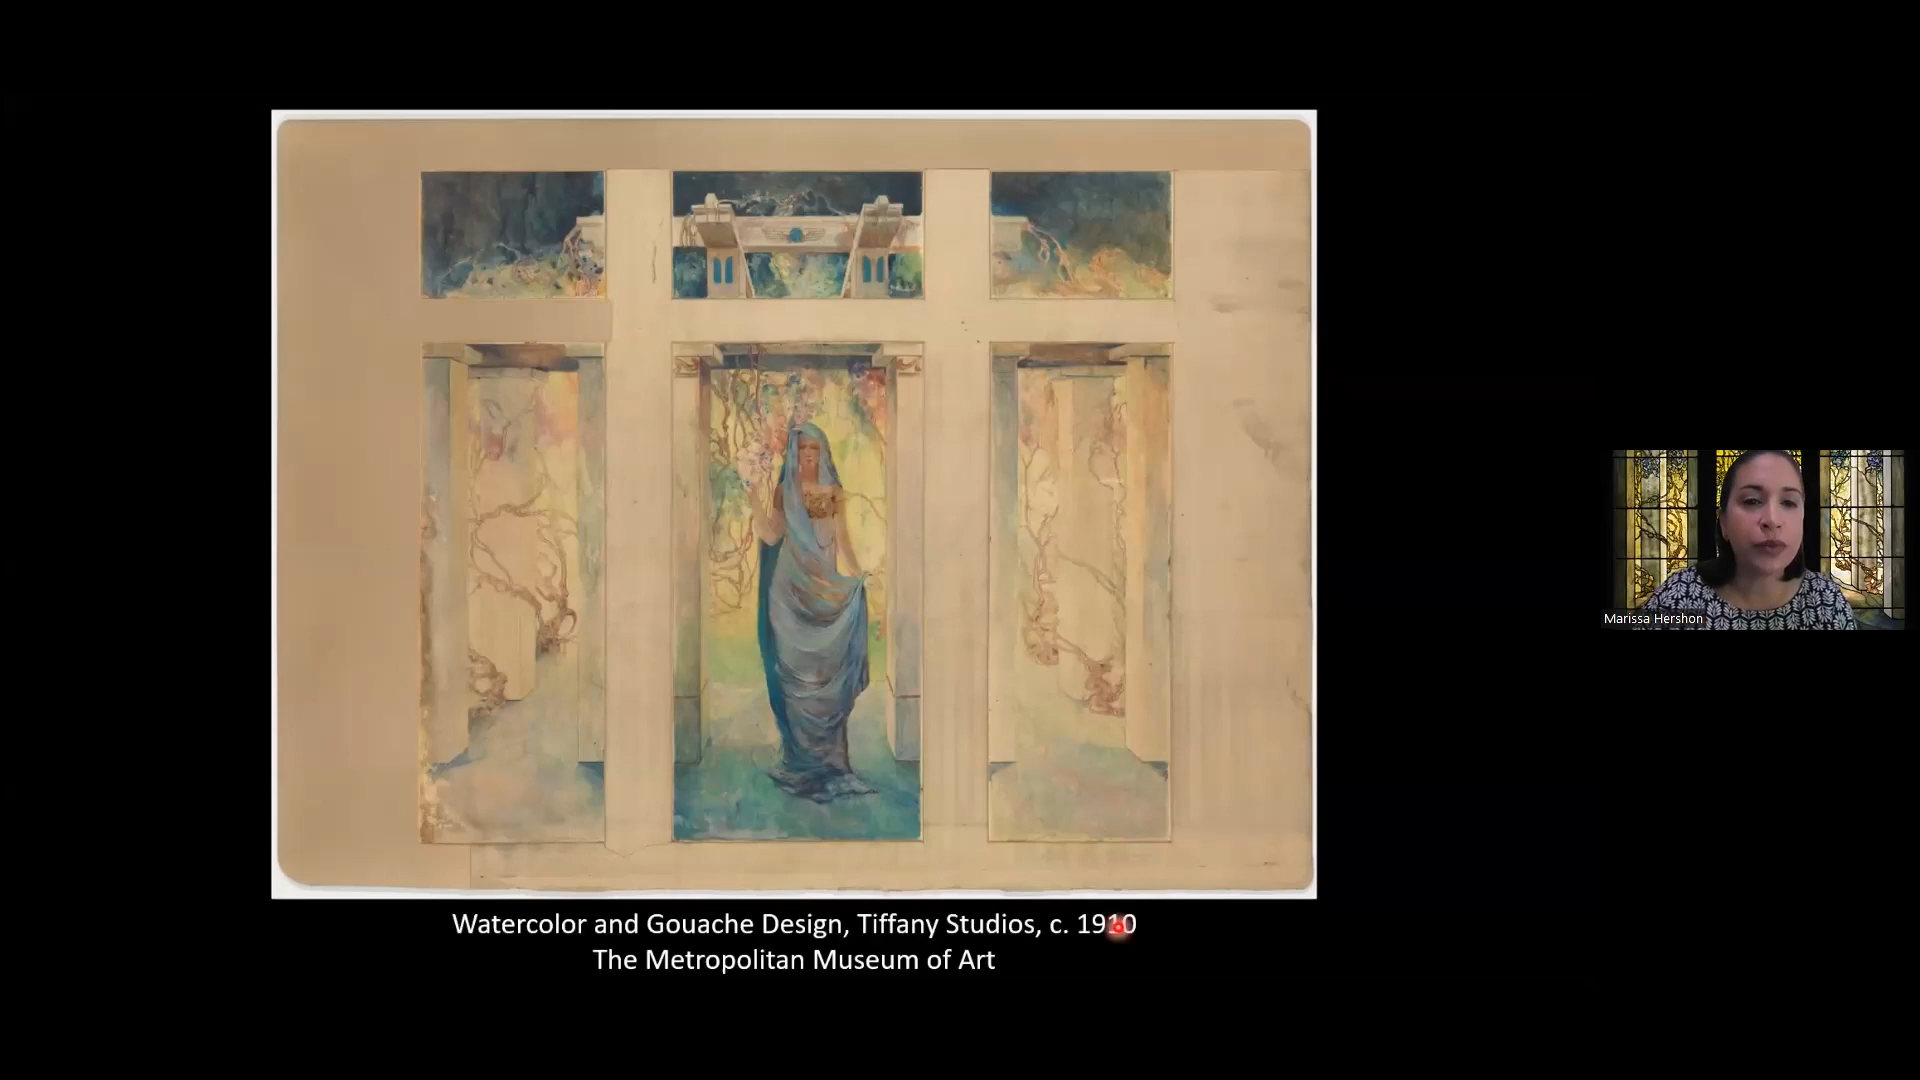 Watercolor and Gouache Design, Tiffany Studios, c. 1910
The Metropolitan Museum of Art
Marissa Hershon